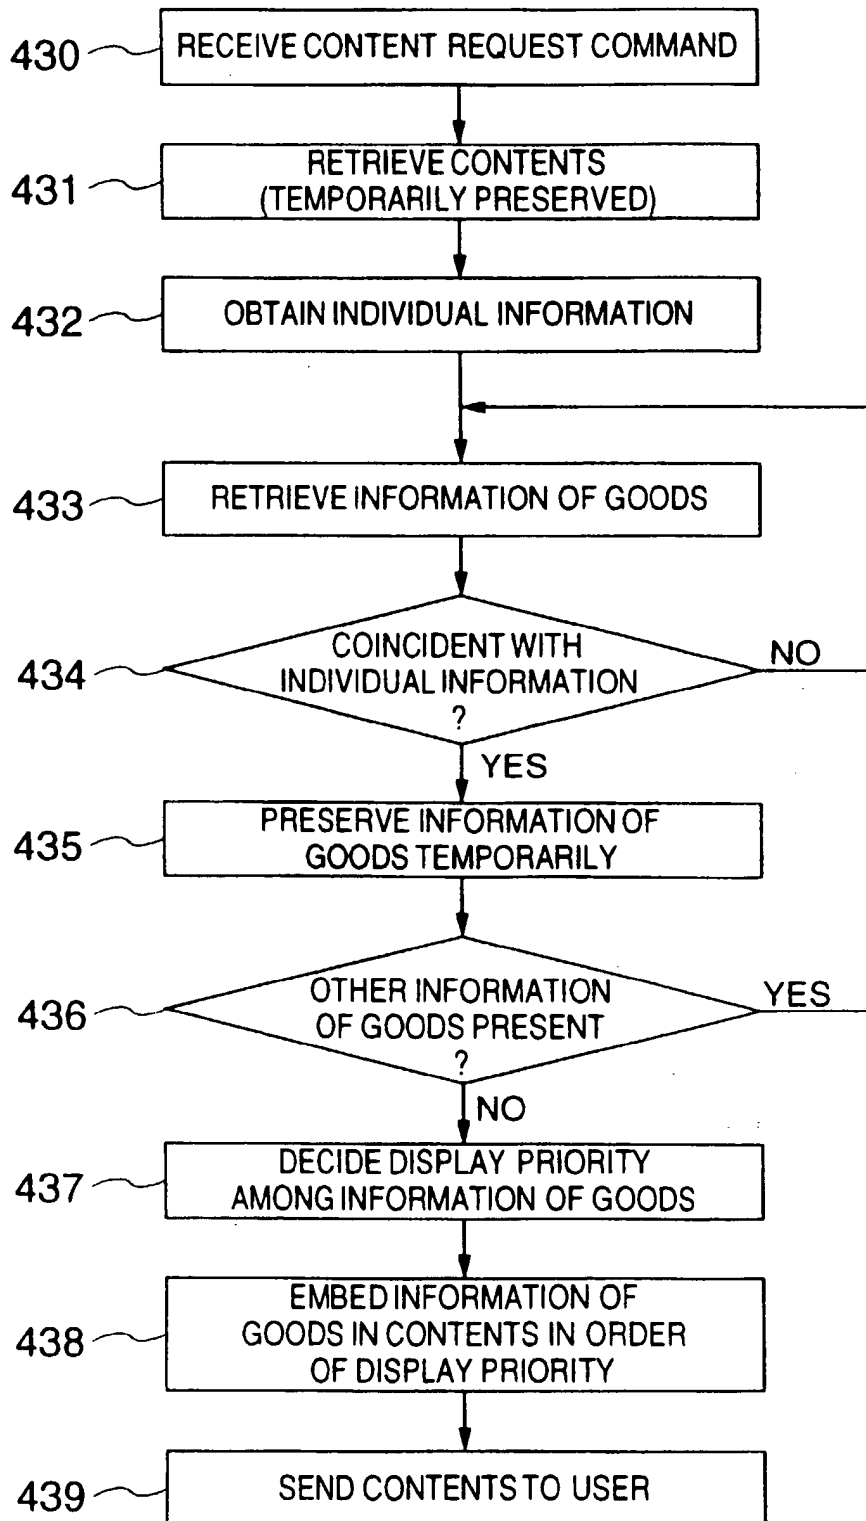 430 RECEIVE CONTENT REQUEST COMMAND
431 RETRIEVE CONTENTS
(TEMPORARILY PRESERVED)
432 OBTAIN INDIVIDUAL INFORMATION
433 RETRIEVE INFORMATION OF GOODS
434 COINCIDENT WITH
INDIVIDUAL INFORMATION
?
NO
YES
435 PRESERVE INFORMATION OF
GOODS TEMPORARILY
436 OTHER INFORMATION
OF GOODS PRESENT
?
YES
NO
437 DECIDE DISPLAY PRIORITY
AMONG INFORMATION OF GOODS
438 EMBED INFORMATION OF
GOODS IN CONTENTS IN ORDER
OF DISPLAY PRIORITY
439 SEND CONTENTS TO USER